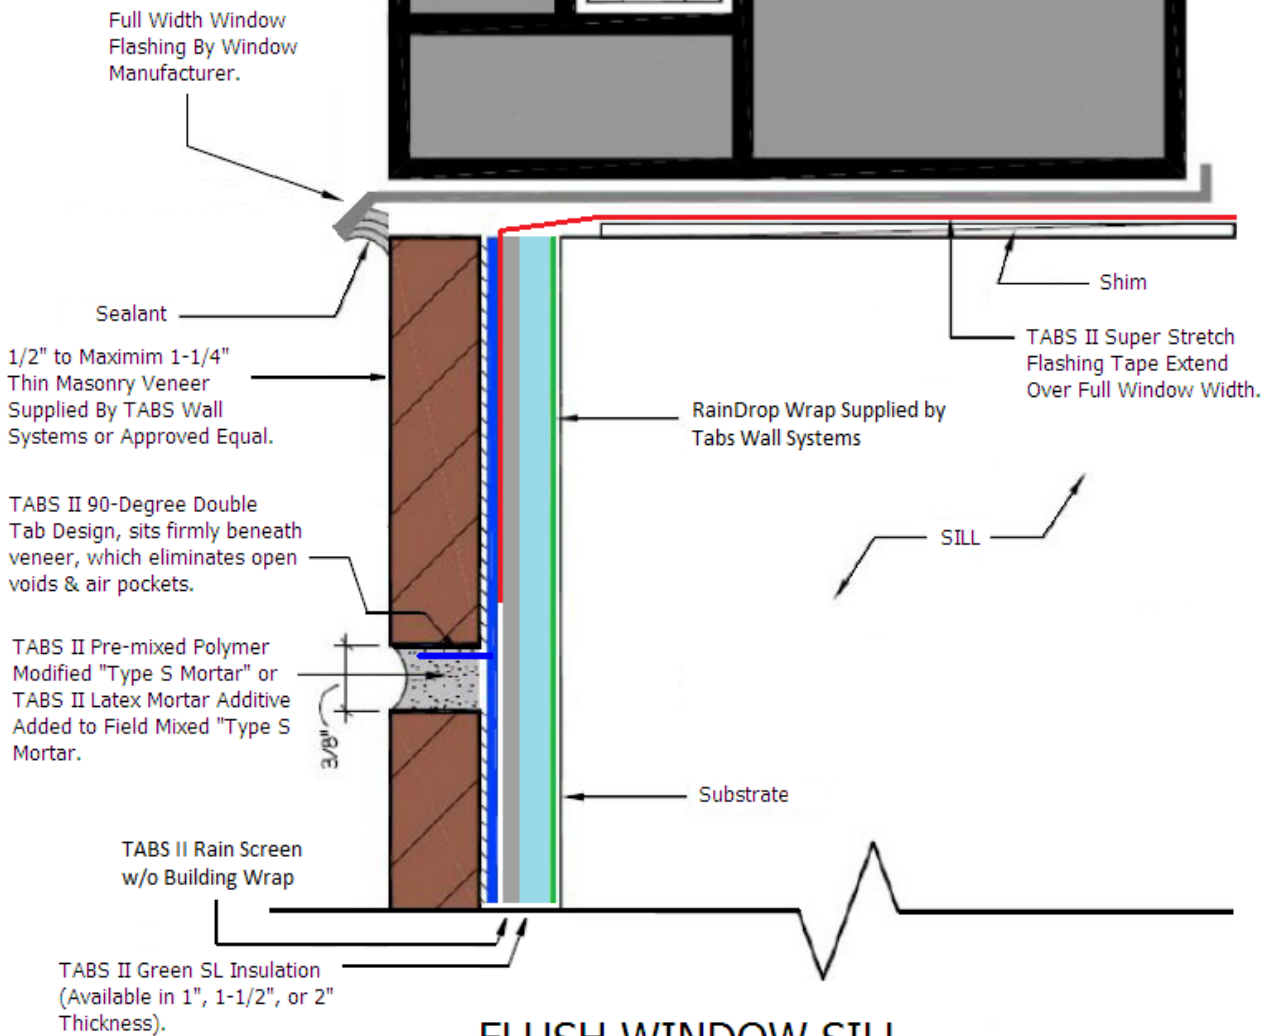 Full Width Window
Flashing By Window
Manufacturer.
Sealant
1/2" to Maximim 1-1/4"
Thin Masonry Veneer
Supplied By TABS Wall
Systems or Approved Equal.
TABS II 90-Degree Double
Tab Design, sits firmly beneath
veneer, which eliminates open
voids & air pockets.
TABS II Pre-mixed Polymer
Modified "Type S Mortar" or
TABS II Latex Mortar Additive
Added to Field Mixed "Type S
Mortar.
3/8"
TABS II Rain Screen
w/o Building Wrap
TABS II Green SL Insulation
(Available in 1", 1-1/2", or 2"
Thickness).
Shim
TABS II Super Stretch
Flashing Tape Extend
Over Full Window Width.
RainDrop Wrap Supplied by
Tabs Wall Systems
SILL
Substrate
FLUSH WINDOW SILL